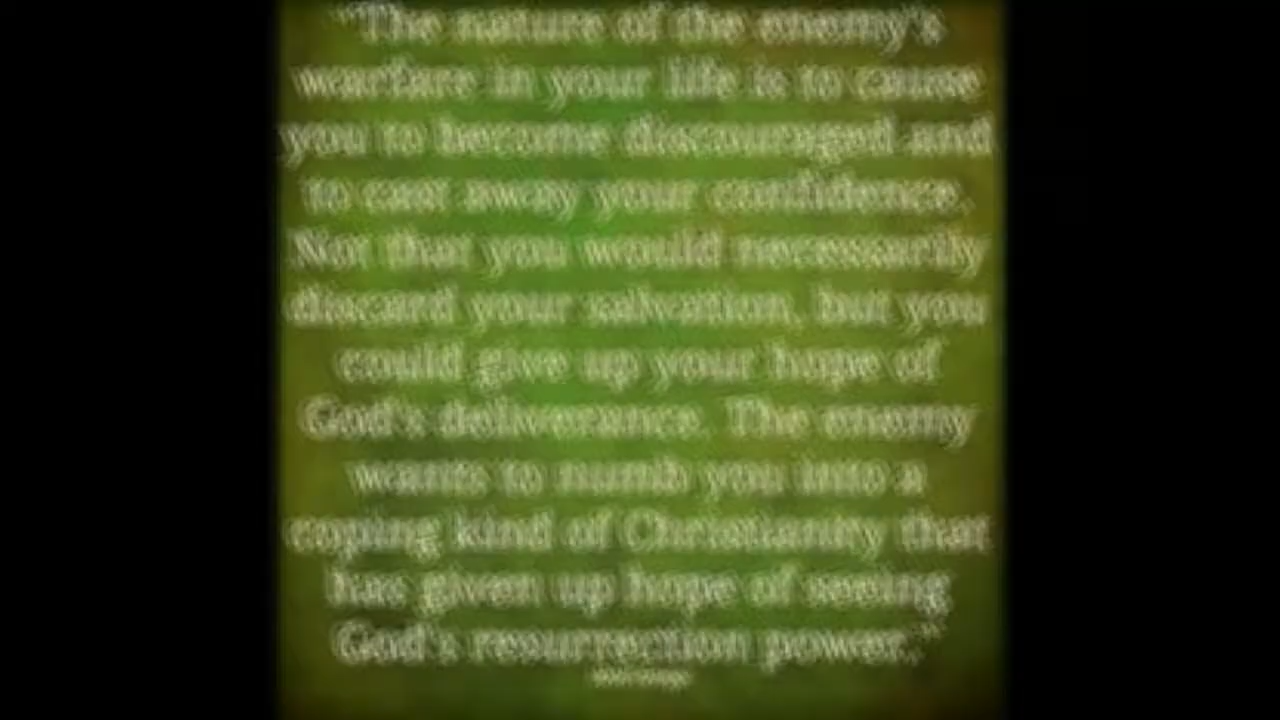 "The nature of the enemy's
warfare in your life is to cause
you to become discouraged and
to cast away your confidence.
Not that you would necessarily
discard your salvation, but you
could give up your hope of
God's deliverance. The enemy
wants to numb you into a
coping kind of Christianity that
has given up hope of seeing
God's resurrection power."